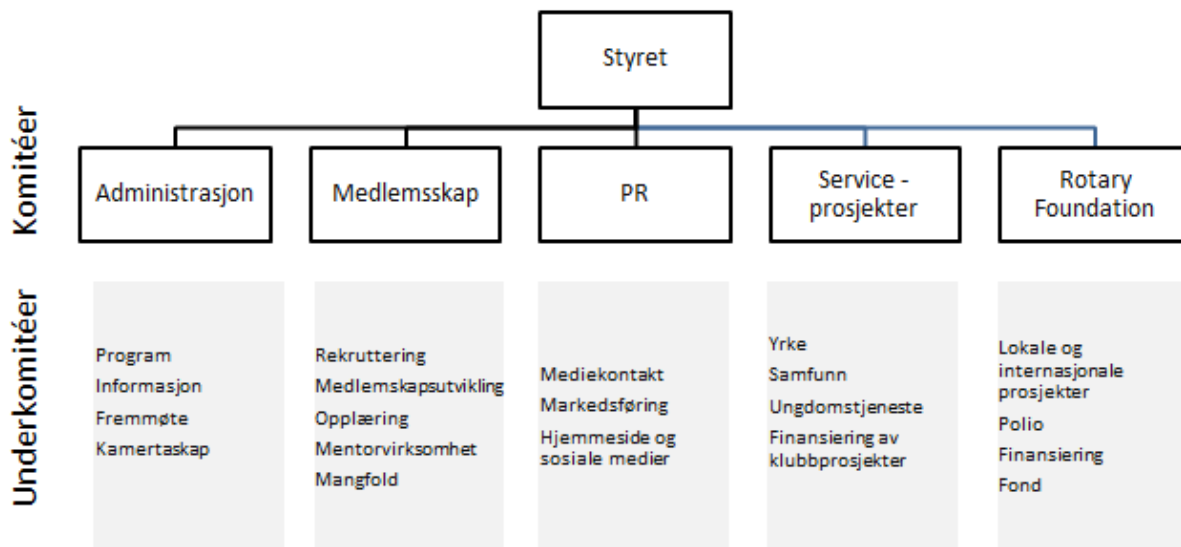 Styret
Komitéer
Administrasjon
Medlemsskap
PR
Service -
prosjekter
Rotary
Foundation
Underkomitéer
Program
Informasjon
Fremmøte
Kamertaskap
Rekruttering
Medlemskapsutvikling
Opplæring
Mentorvirksomhet
Mangfold
Mediekontakt
Markedsføring
Hjemmeside og
sosiale medier
Yrke
Samfunn
Ungdomstjeneste
Finansiering av
klubbprosjekter
Lokale og
internasjonale
prosjekter
Polio
Finansiering
Fond